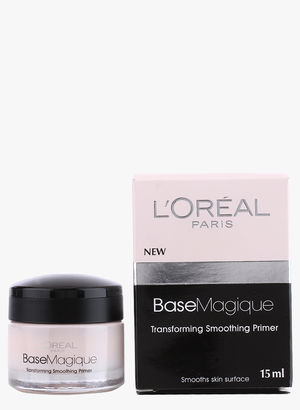 L'ORÉAL
PARIS
NEW
BaseMagique
Transforming Smoothing Primer
Smooths skin surface
15 ml
L'ORÉAL
BaseMagique
Transforming Smoothing Primer